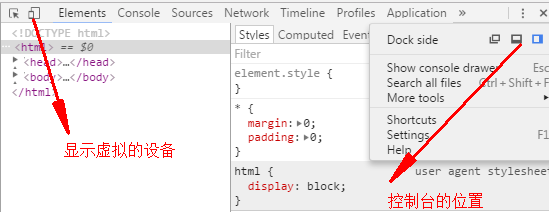 Elements Console Sources Network Timeline Profiles Application
<!DOCTYPE html>
… <html> == $0
▶<head>…</head>
▶<body>…</body>
</html>
显示虚拟的设备
Styles Computed Event
Filter
element.style {
}
* {
margin:▶0;
padding:▶0;
}
html {
user agent stylesheet
display: block;
}
Dock side
Show console drawer Esc
Search all files Ctrl + Shift + F
More tools
Shortcuts
Settings
Help
控制台的位置